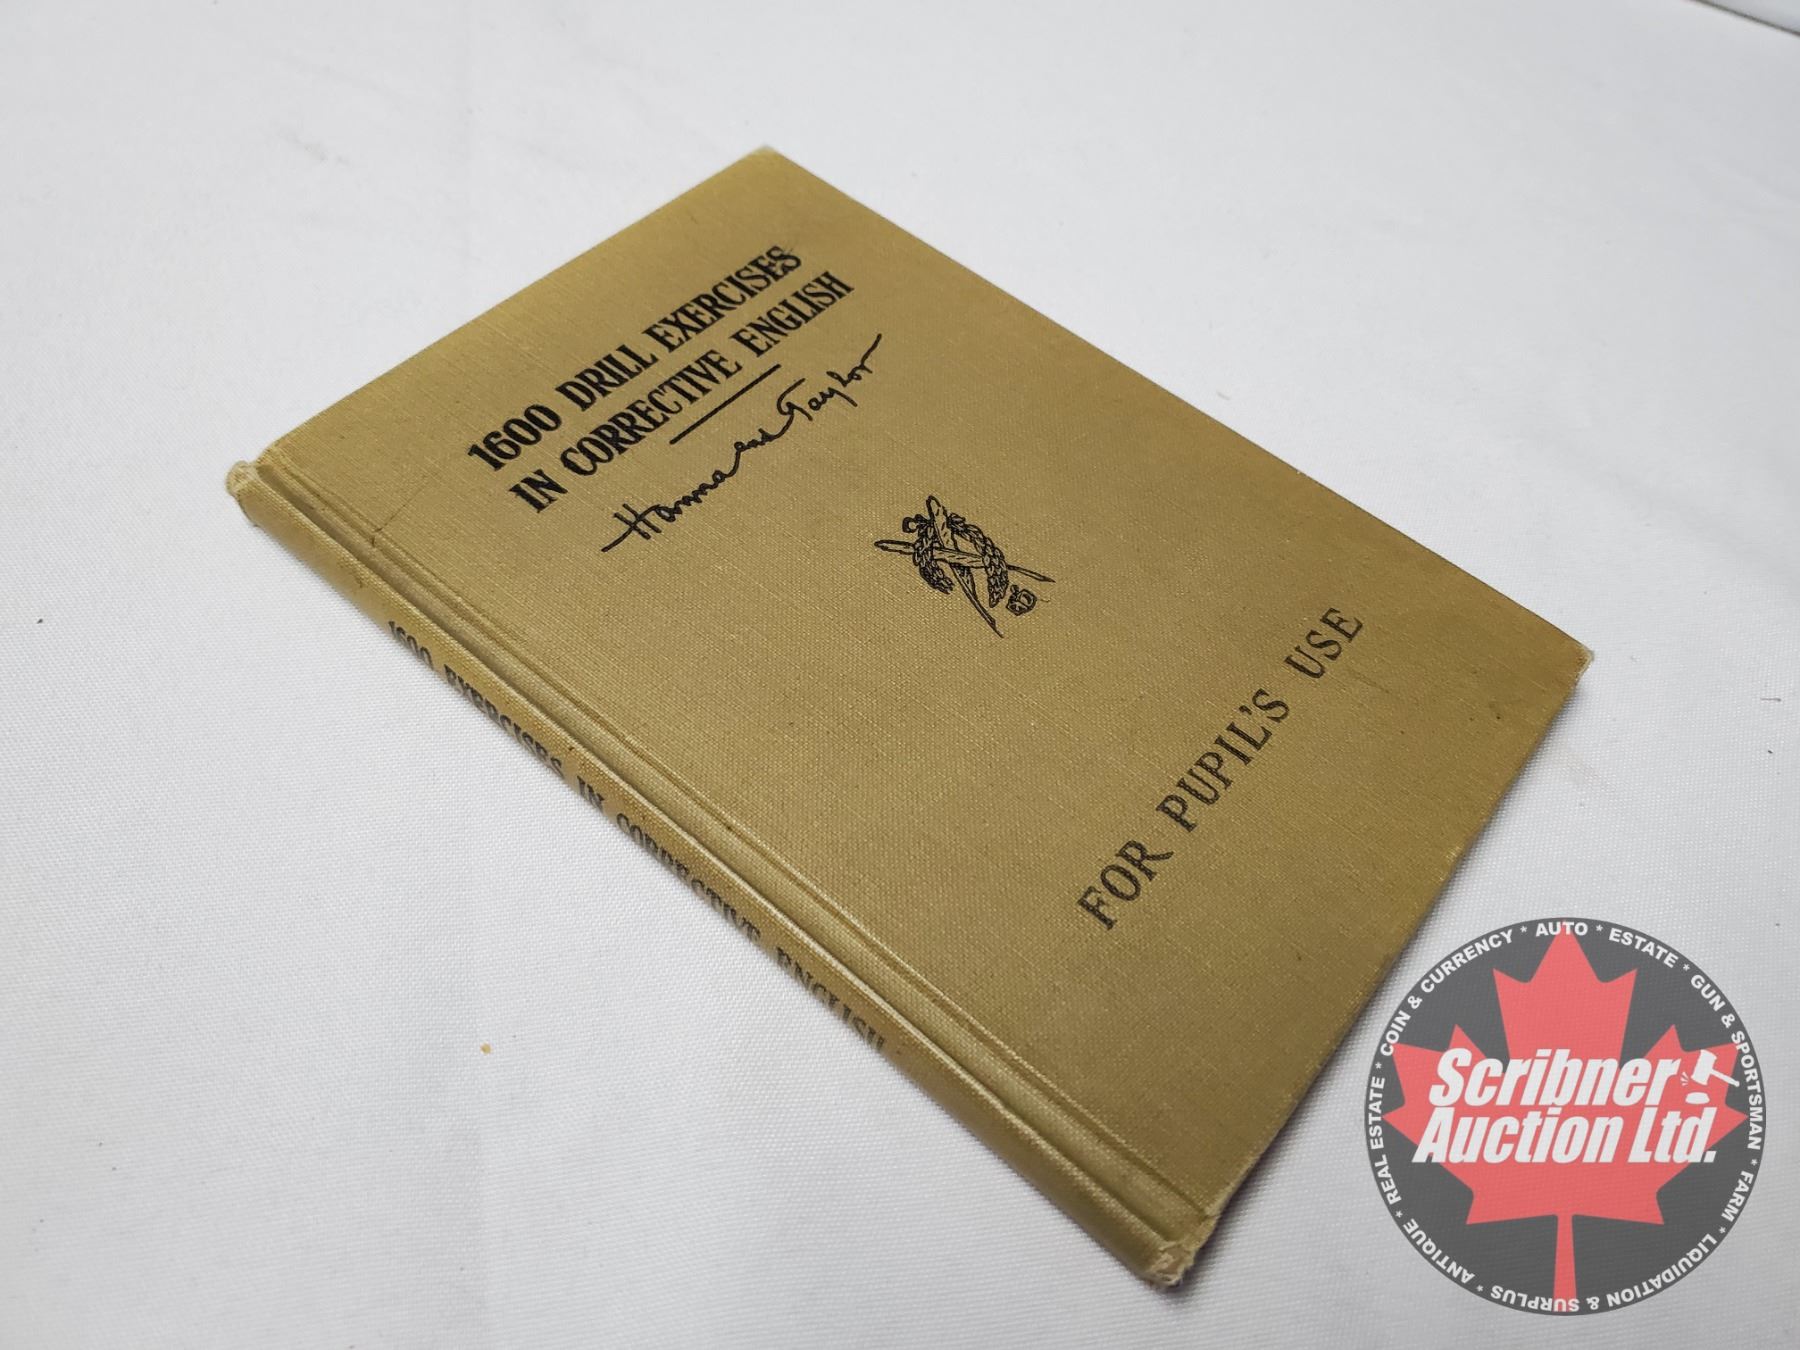 1600 DRILL EXERCISES
IN CORRECTIVE ENGLISH
Hanna and Taylor
FOR PUPIL'S USE
1600 EXERCISES IN CORRECTIVE ENGLISH
* COIN & CURRENCY * AUTO * ESTATE * GUN & SPORTSMAN * FARM * LIQUIDATION & SURPLUS * ANTIQUE * REAL ESTATE
Scribner
Auction Ltd.